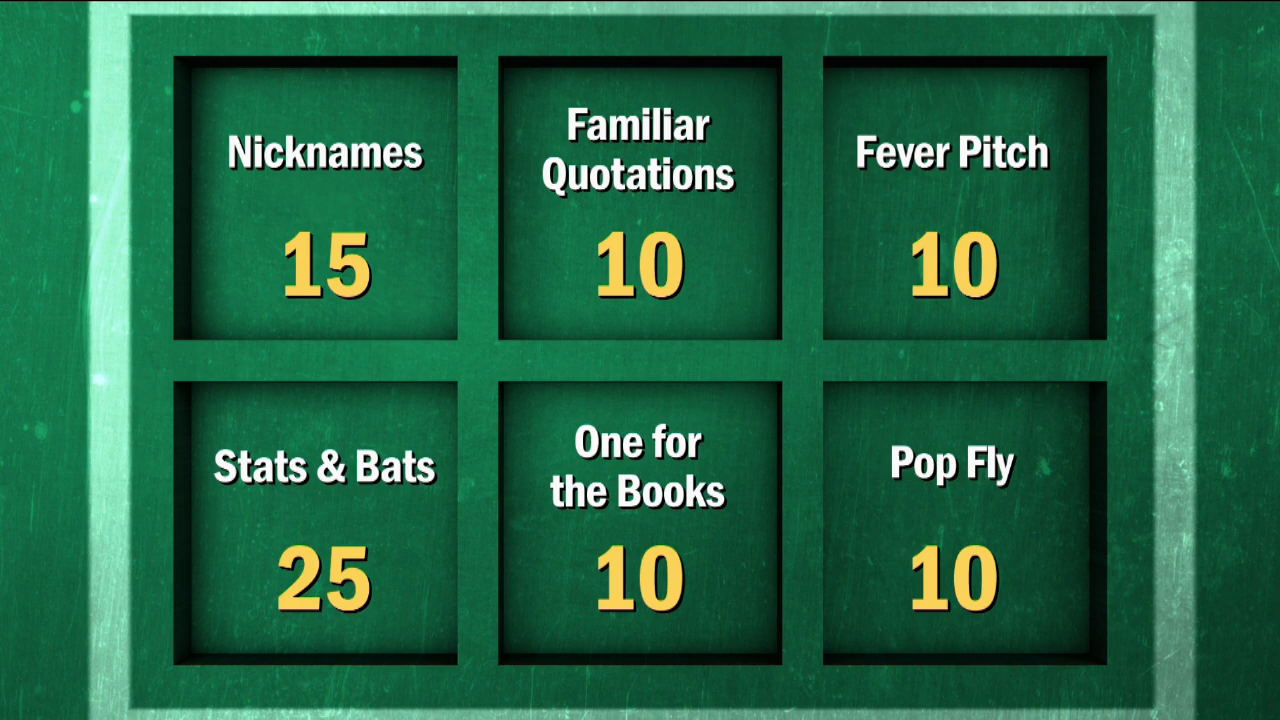 Nicknames
15
Familiar
Quotations
10
Fever Pitch
10
Stats & Bats
25
One for
the Books
10
Pop Fly
10